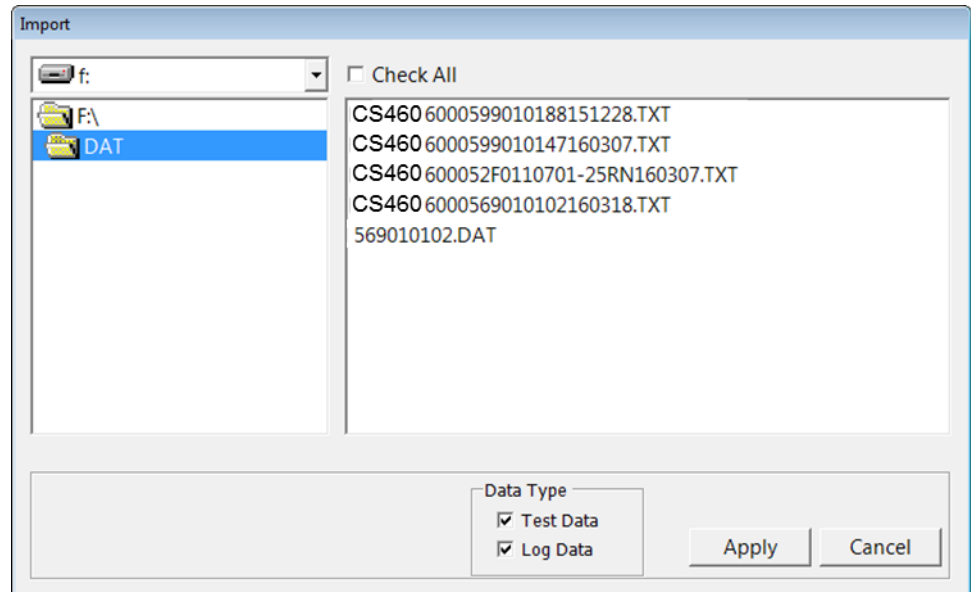 Import
f:
Check All
F:\
DAT
CS460 6000599010188151228.TXT
CS460 6000599010147160307.TXT
CS460 600052F0110701-25RN160307.TXT
CS460 6000569010102160318.TXT
569010102.DAT
Data Type
Test Data
Log Data
Apply
Cancel